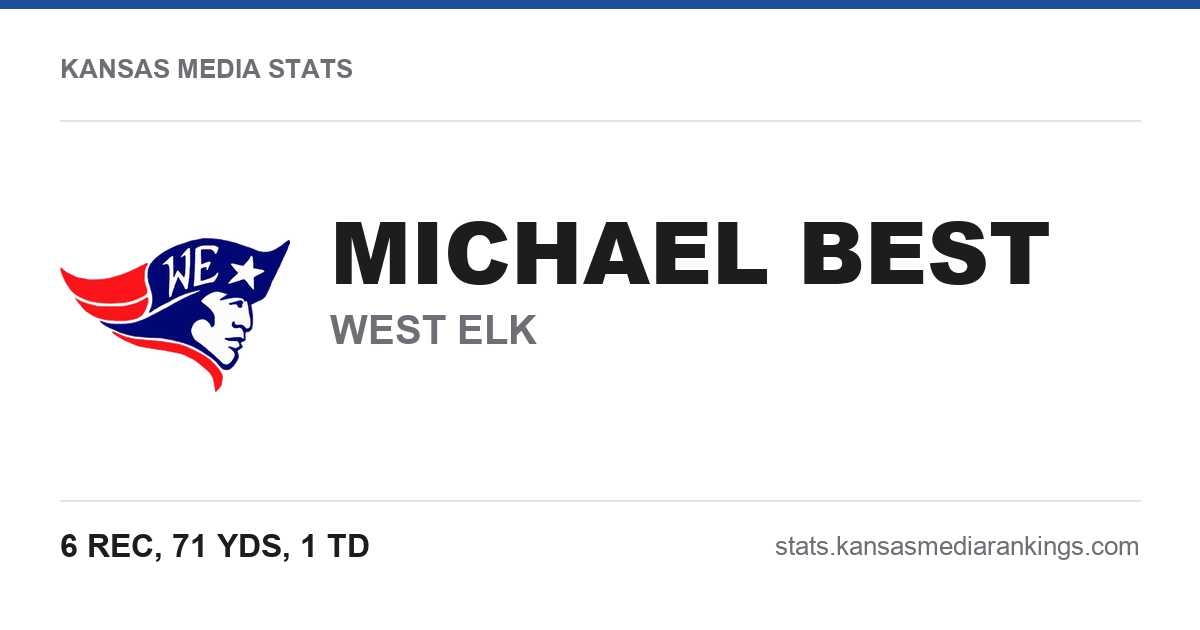 KANSAS MEDIA STATS
WE
MICHAEL BEST
WEST ELK
6 REC, 71 YDS, 1 TD
stats.kansasmediarankings.com